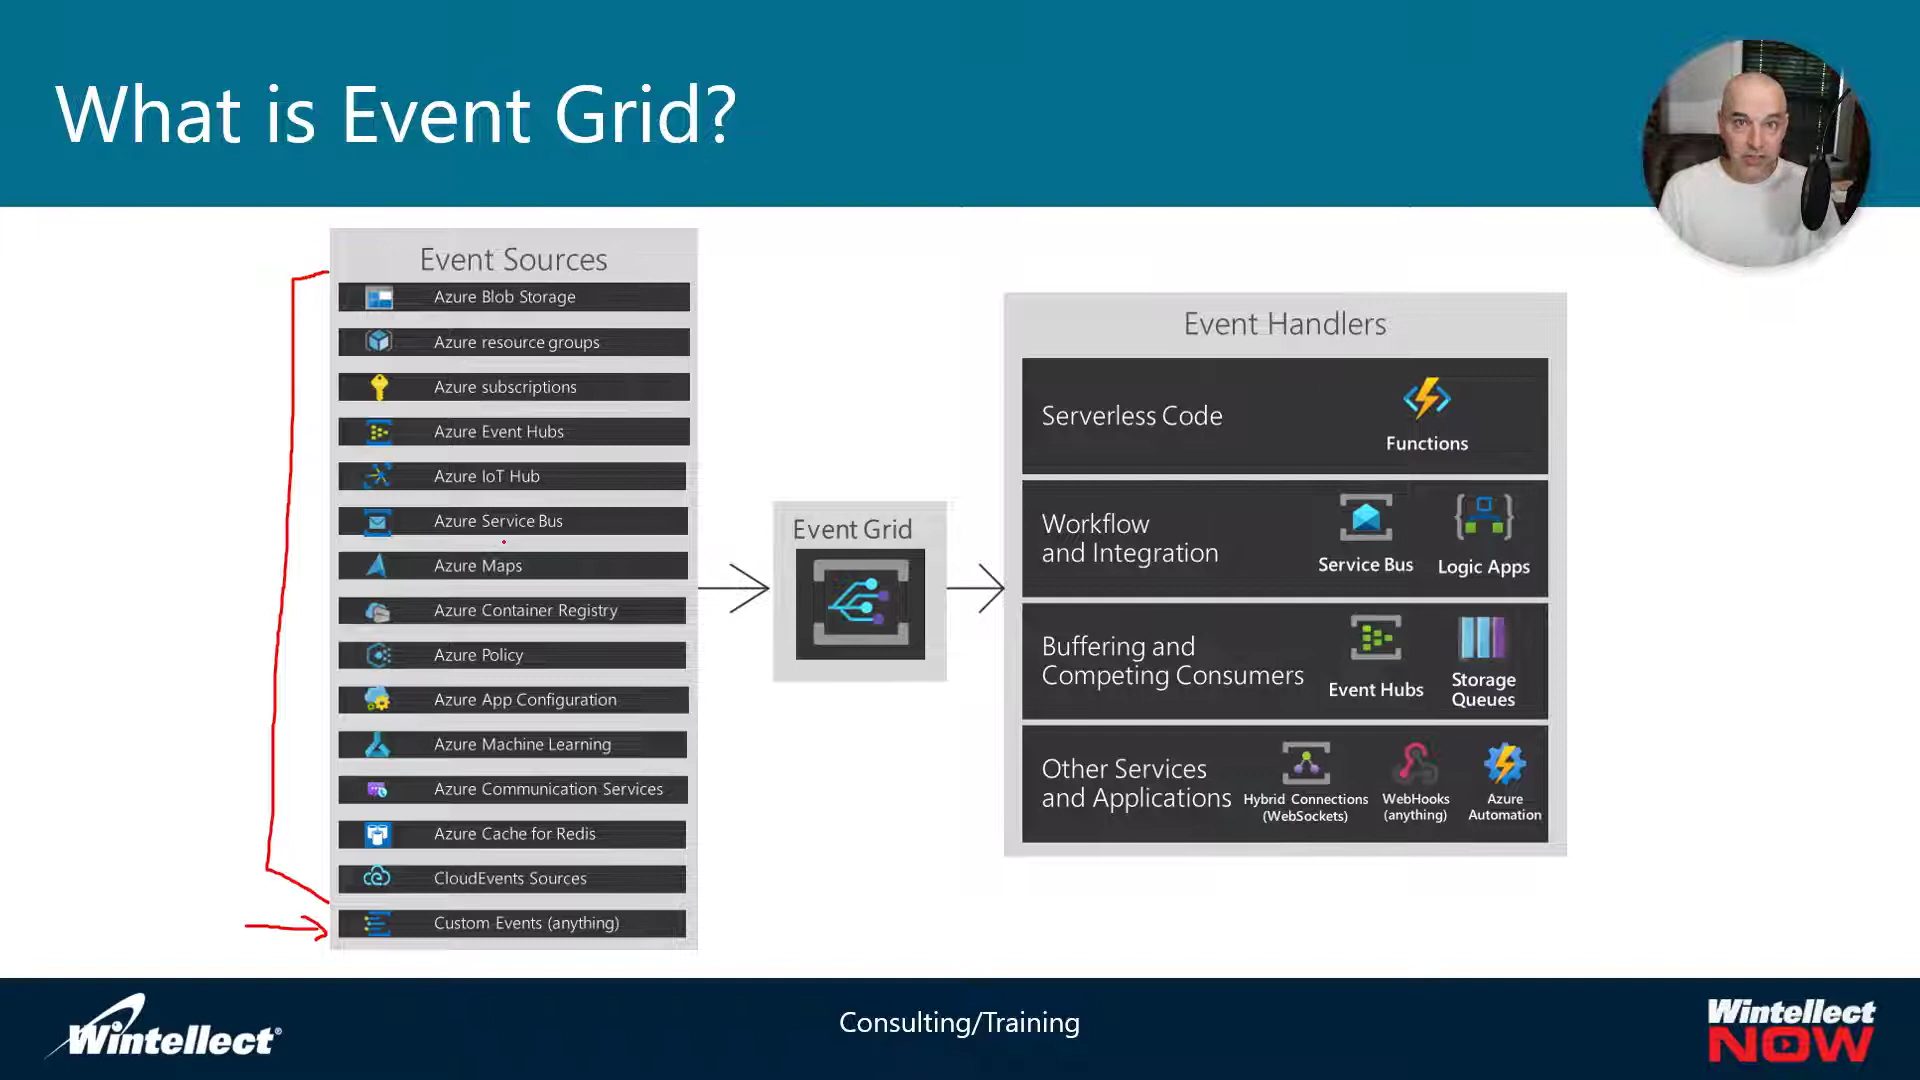 What is Event Grid?
Event Sources
Azure Blob Storage
Azure resource groups
Azure subscriptions
Azure Event Hubs
Azure IoT Hub
Azure Service Bus
Azure Maps
Azure Container Registry
Azure Policy
Azure App Configuration
Azure Machine Learning
Azure Communication Services
Azure Cache for Redis
CloudEvents Sources
Custom Events (anything)
Event Grid
Event Handlers
Serverless Code
Functions
Workflow
and Integration
Service Bus
Logic Apps
Buffering and
Competing Consumers
Event Hubs
Storage
Queues
Other Services
and Applications
Hybrid Connections
(WebSockets)
WebHooks
(anything)
Azure
Automation
Wintellect®
Consulting/Training
Wintellect
NOW